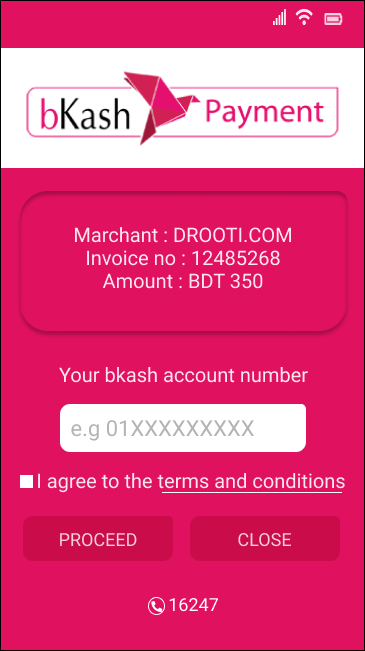 bKash Payment
Marchant : DROOTI.COM
Invoice no : 12485268
Amount : BDT 350
Your bkash account number
e.g 01XXXXXXXXX
I agree to the terms and conditions
PROCEED CLOSE
16247